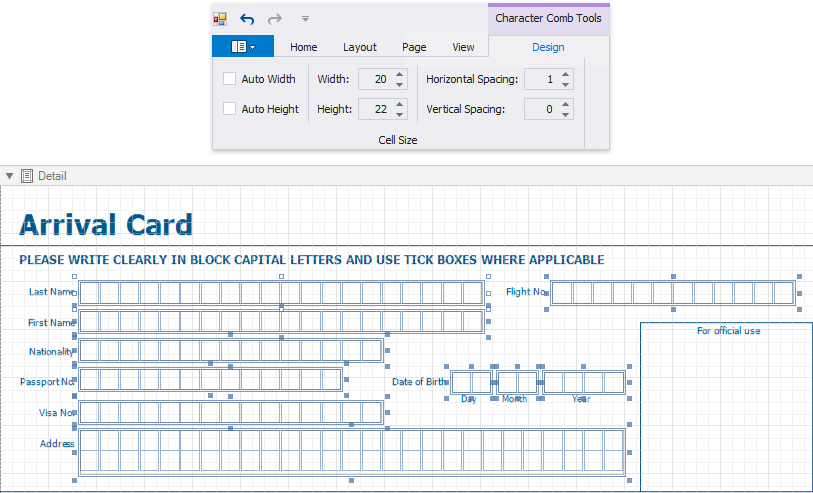 Character Comb Tools
Home Layout Page View Design
Auto Width Width: 20 Horizontal Spacing: 1
Auto Height Height: 22 Vertical Spacing: 0
Cell Size
Detail
Arrival Card
PLEASE WRITE CLEARLY IN BLOCK CAPITAL LETTERS AND USE TICK BOXES WHERE APPLICABLE
Last Name Flight No
First Name
For official use
Nationality
Passport No. Date of Birth
Day Month Year
Visa No.
Address